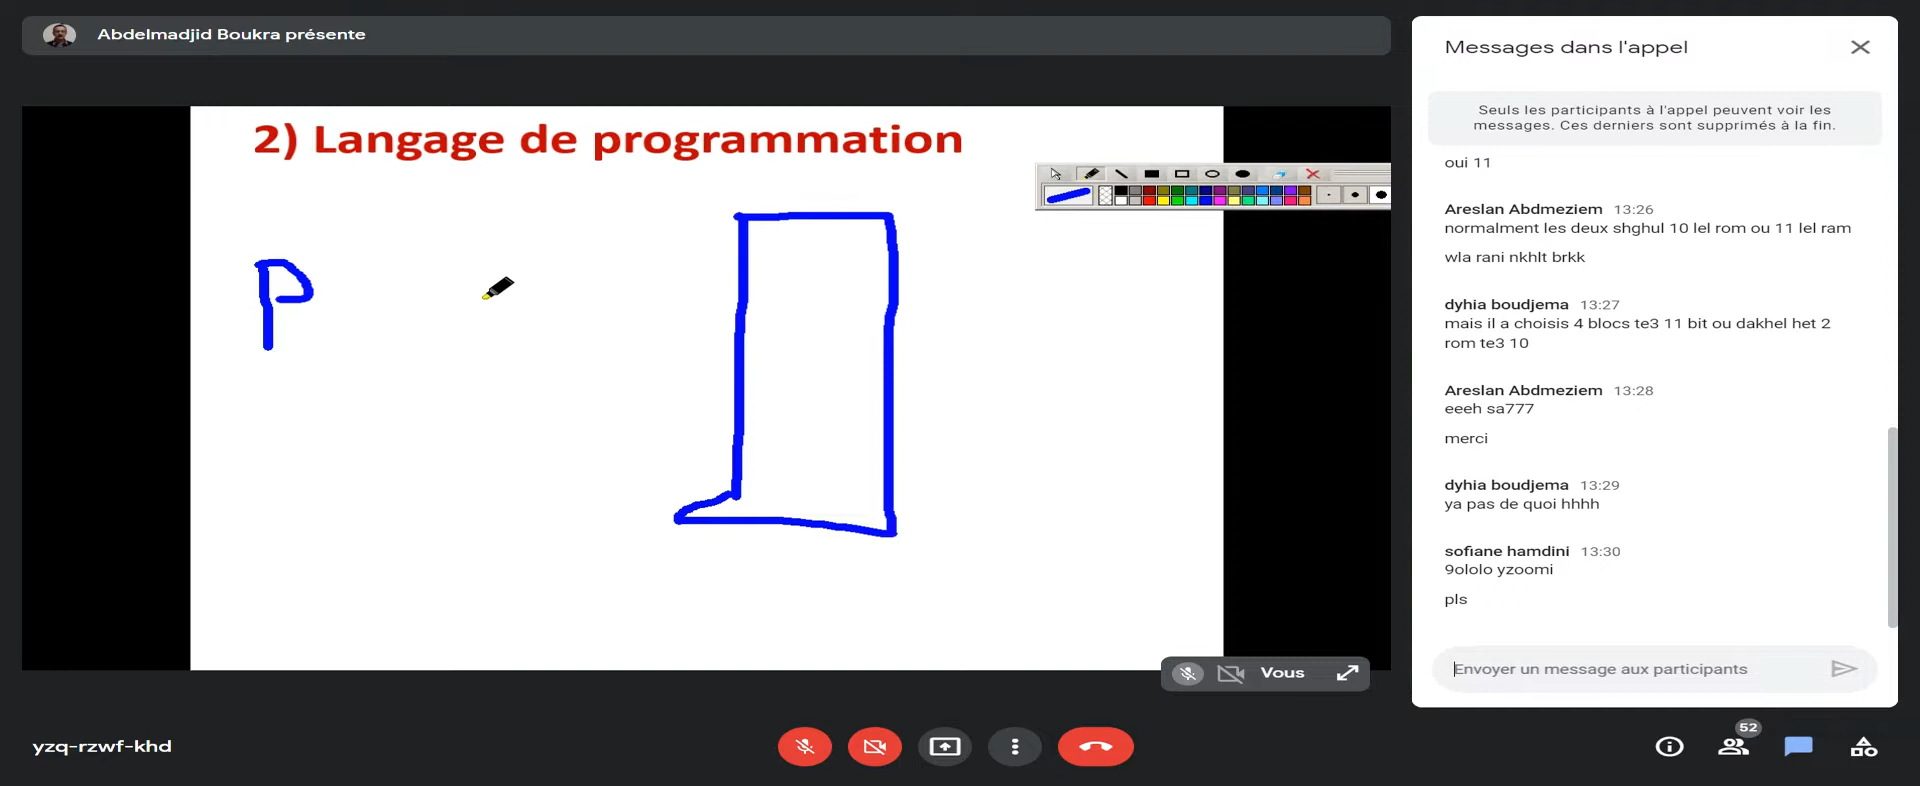 Abdelmadjid Boukra présente
2) Langage de programmation
P
Vous
yzq-rzwf-khd
Messages dans l'appel
Seuls les participants à l'appel peuvent voir les
messages. Ces derniers sont supprimés à la fin.
oui 11
Areslan Abdmeziem 13:26
normalment les deux shghul 10 lel rom ou 11 lel ram
wla rani nkhlt brkk
dyhia boudjema 13:27
mais il a choisis 4 blocs te3 11 bit ou dakhel het 2
rom te3 10
Areslan Abdmeziem 13:28
eeeh sa777
merci
dyhia boudjema 13:29
ya pas de quoi hhhh
sofiane hamdini 13:30
9ololo yzoomi
pls
Envoyer un message aux participants
52